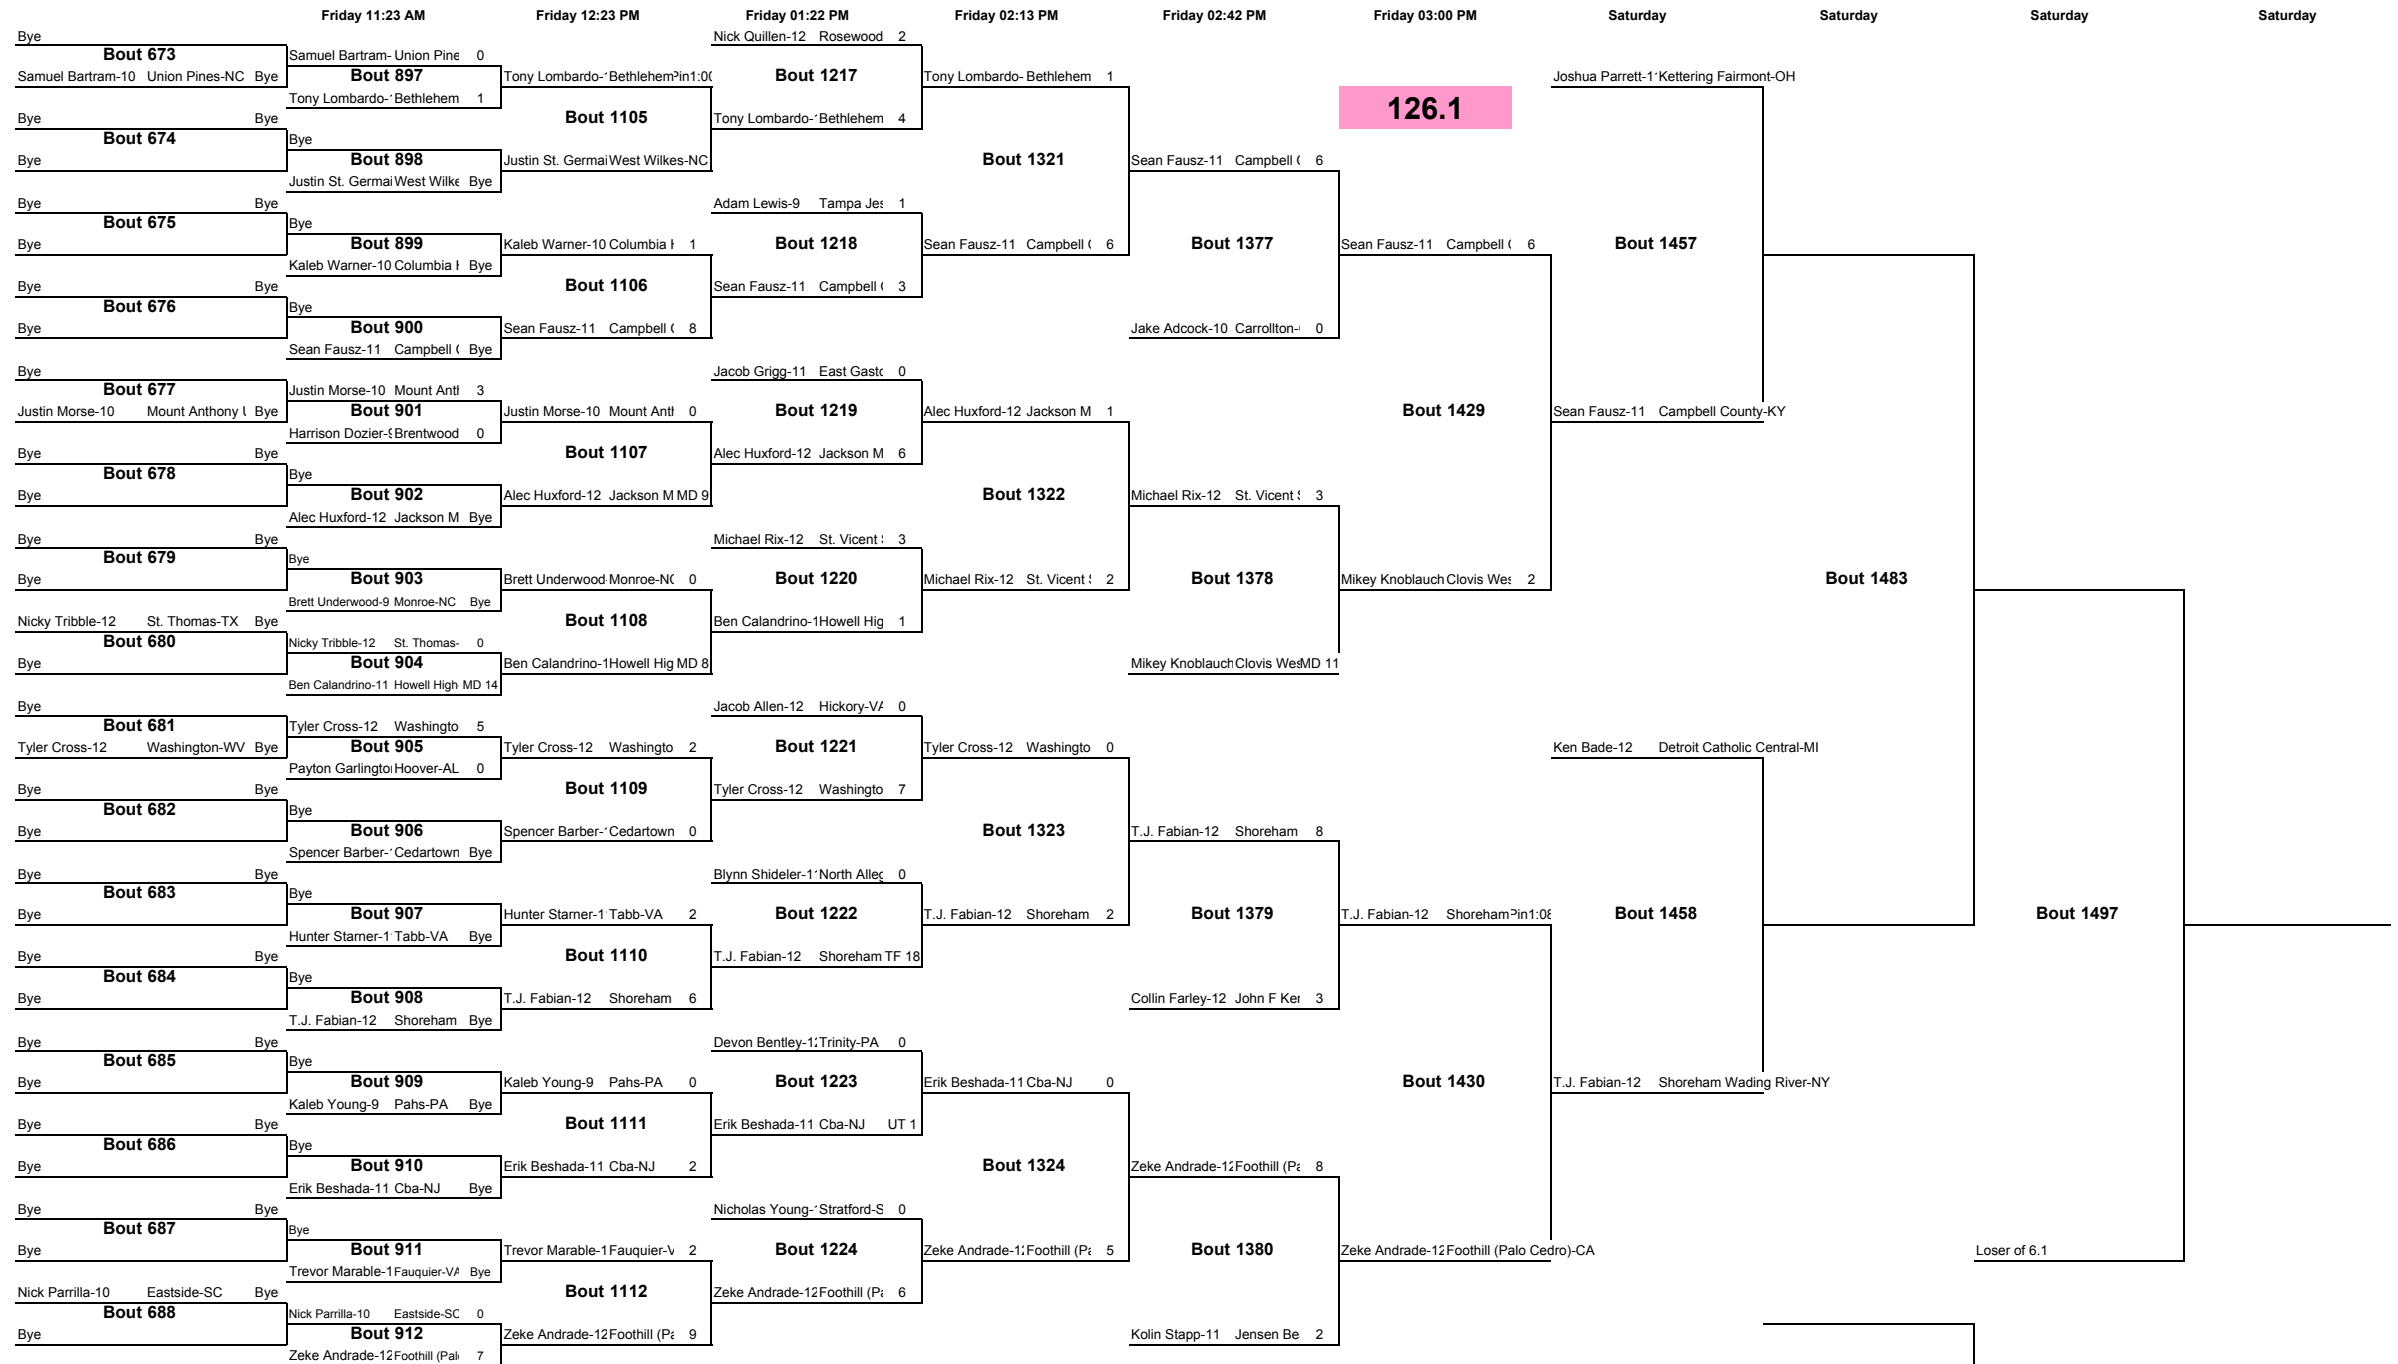 Friday 11:23 AM Friday 12:23 PM Friday 01:22 PM Friday 02:13 PM Friday 02:42 PM Friday 03:00 PM Saturday Saturday Saturday Saturday
Bye Nick Quillen-12 Rosewood 2
Bout 673 Samuel Bartram- Union Pine 0
Samuel Bartram-10 Union Pines-NC Bye Bout 897 Tony Lombardo- Bethlehem Pin1:00 Bout 1217 Tony Lombardo- Bethlehem 1 Joshua Parrett-1 Kettering Fairmont-OH
Tony Lombardo- Bethlehem 1 126.1
Bye Bye Bout 1105 Tony Lombardo- Bethlehem 4
Bout 674 Bye
Bye Bout 898 Justin St. Germai West Wilkes-NC Bout 1321 Sean Fausz-11 Campbell ( 6
Justin St. Germai West Wilke Bye
Bye Bye Adam Lewis-9 Tampa Jes 1
Bout 675 Bye
Bye Bout 899 Kaleb Warner-10 Columbia H 1 Bout 1218 Sean Fausz-11 Campbell ( 6 Bout 1377 Sean Fausz-11 Campbell ( 6 Bout 1457
Kaleb Warner-10 Columbia H Bye
Bye Bye Bout 1106 Sean Fausz-11 Campbell ( 3
Bout 676 Bye
Bye Bout 900 Sean Fausz-11 Campbell ( 8 Jake Adcock-10 Carrollton- 0
Sean Fausz-11 Campbell ( Bye
Bye Jacob Grigg-11 East Gasto 0
Bout 677 Justin Morse-10 Mount Anth 3
Justin Morse-10 Mount Anthony U Bye Bout 901 Justin Morse-10 Mount Anth 0 Bout 1219 Alec Huxford-12 Jackson M 1 Bout 1429 Sean Fausz-11 Campbell County-KY
Harrison Dozier-9 Brentwood 0
Bye Bye Bout 1107 Alec Huxford-12 Jackson M 6
Bout 678 Bye
Bye Bout 902 Alec Huxford-12 Jackson M MD 9 Bout 1322 Michael Rix-12 St. Vicent S 3
Alec Huxford-12 Jackson M Bye
Bye Bye Michael Rix-12 St. Vicent S 3
Bout 679 Bye
Bye Bout 903 Brett Underwood- Monroe-NC 0 Bout 1220 Michael Rix-12 St. Vicent S 2 Bout 1378 Mikey Knoblauch Clovis Wes 2 Bout 1483
Brett Underwood-9 Monroe-NC Bye
Nicky Tribble-12 St. Thomas-TX Bye Bout 1108 Ben Calandrino-1 Howell Hig 1
Bout 680 Nicky Tribble-12 St. Thomas- 0
Bye Bout 904 Ben Calandrino-1 Howell Hig MD 8 Mikey Knoblauch Clovis Wes MD 11
Ben Calandrino-11 Howell High- MD 14
Bye Jacob Allen-12 Hickory-VA 0
Bout 681 Tyler Cross-12 Washingto 5
Tyler Cross-12 Washington-WV Bye Bout 905 Tyler Cross-12 Washingto 2 Bout 1221 Tyler Cross-12 Washingto 0 Ken Bade-12 Detroit Catholic Central-MI
Payton Garlington Hoover-AL 0
Bye Bye Bout 1109 Tyler Cross-12 Washingto 7
Bout 682 Bye
Bye Bout 906 Spencer Barber- Cedartown 0 Bout 1323 T.J. Fabian-12 Shoreham 8
Spencer Barber- Cedartown Bye
Bye Bye Blynn Shideler-11 North Alleg 0
Bout 683 Bye
Bye Bout 907 Hunter Starner-1 Tabb-VA 2 Bout 1222 T.J. Fabian-12 Shoreham 2 Bout 1379 T.J. Fabian-12 Shoreham Pin1:08 Bout 1458 Bout 1497
Hunter Starner-1 Tabb-VA Bye
Bye Bye Bout 1110 T.J. Fabian-12 Shoreham TF 18
Bout 684 Bye
Bye Bout 908 T.J. Fabian-12 Shoreham 6 Collin Farley-12 John F Ken 3
T.J. Fabian-12 Shoreham Bye
Bye Bye Devon Bentley-12 Trinity-PA 0
Bout 685 Bye
Bye Bout 909 Kaleb Young-9 Pahs-PA 0 Bout 1223 Erik Beshada-11 Cba-NJ 0 Bout 1430 T.J. Fabian-12 Shoreham Wading River-NY
Kaleb Young-9 Pahs-PA Bye
Bye Bye Bout 1111 Erik Beshada-11 Cba-NJ UT 1
Bout 686 Bye
Bye Bout 910 Erik Beshada-11 Cba-NJ 2 Bout 1324 Zeke Andrade-12 Foothill (Pa 8
Erik Beshada-11 Cba-NJ Bye
Bye Bye Nicholas Young- Stratford-S 0
Bout 687 Bye
Bye Bout 911 Trevor Marable-1 Fauquier-V 2 Bout 1224 Zeke Andrade-12 Foothill (Pa 5 Bout 1380 Zeke Andrade-12 Foothill (Palo Cedro)-CA Loser of 6.1
Trevor Marable-1 Fauquier-VA Bye
Nick Parrilla-10 Eastside-SC Bye Bout 1112 Zeke Andrade-12 Foothill (Pa 6
Bout 688 Nick Parrilla-10 Eastside-SC 0
Bye Bout 912 Zeke Andrade-12 Foothill (Pa 9 Kolin Stapp-11 Jensen Be 2
Zeke Andrade-12 Foothill (Palo 7